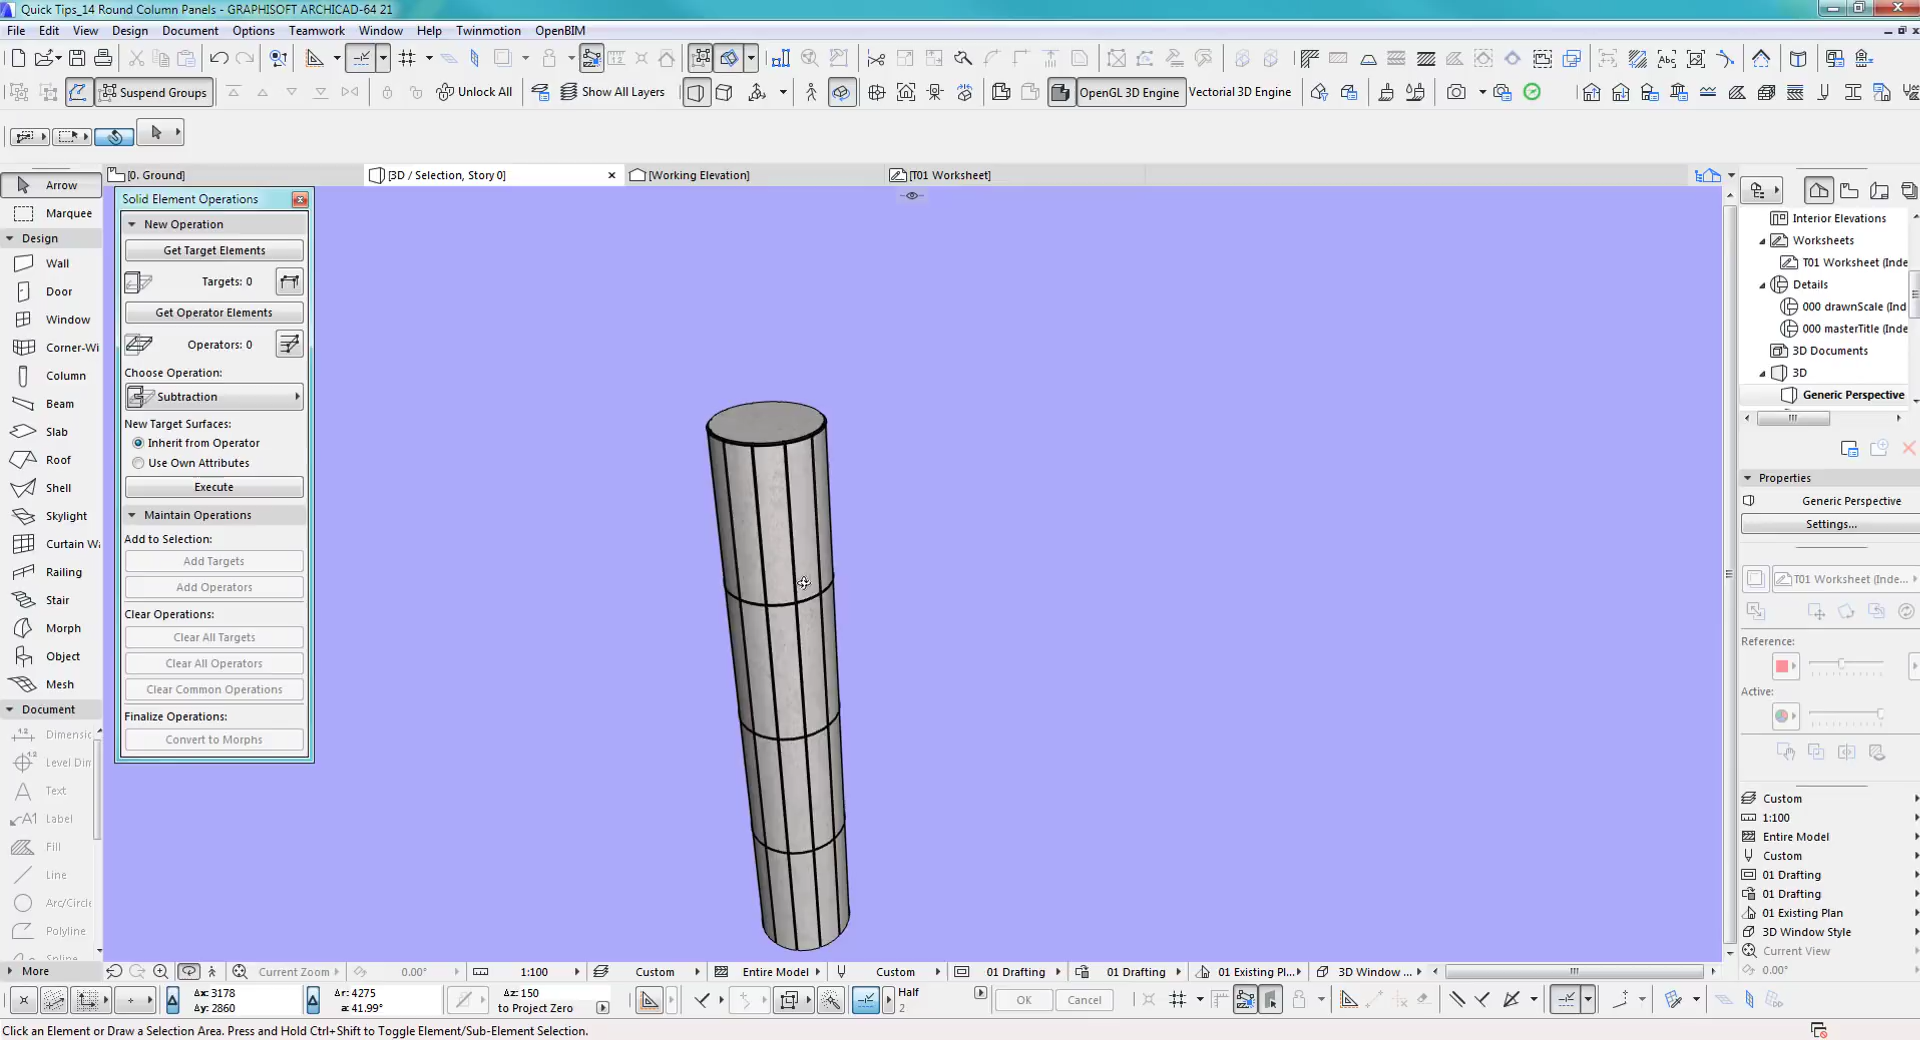 Quick Tips_14 Round Column Panels - GRAPHISOFT ARCHICAD-64 21
File Edit View Design Document Options Teamwork Window Help Twinmotion OpenBIM
Suspend Groups Unlock All Show All Layers OpenGL 3D Engine Vectorial 3D Engine
[0. Ground] [3D / Selection, Story 0] [Working Elevation] [T01 Worksheet]
Arrow
Marquee
Design
Wall
Door
Window
Corner-Wi
Column
Beam
Slab
Roof
Shell
Skylight
Curtain Wa
Railing
Stair
Morph
Object
Mesh
Document
Dimensio
Level Dim
Text
A1 Label
Fill
Line
Arc/Circle
Polyline
Spline
More
Solid Element Operations
New Operation
Get Target Elements
Targets: 0
Get Operator Elements
Operators: 0
Choose Operation:
Subtraction
New Target Surfaces:
Inherit from Operator
Use Own Attributes
Execute
Maintain Operations
Add to Selection:
Add Targets
Add Operators
Clear Operations:
Clear All Targets
Clear All Operators
Clear Common Operations
Finalize Operations:
Convert to Morphs
Interior Elevations
Worksheets
T01 Worksheet (Inde
Details
000 drawnScale (Ind
000 masterTitle (Inde
3D Documents
3D
Generic Perspective
Properties
Generic Perspective
Settings...
T01 Worksheet (Inde...
Reference:
Active:
Custom
1:100
Entire Model
Custom
01 Drafting
01 Drafting
01 Existing Plan
3D Window Style
Current View
0.00°
Current Zoom 0.00° 1:100 Custom Entire Model Custom 01 Drafting 01 Drafting 01 Existing Pl... 3D Window ...
Δx: 3178 Δr: 4275 Δz: 150 Half
Δy: 2860 a: 41.99° to Project Zero 2 OK Cancel
Click an Element or Draw a Selection Area. Press and Hold Ctrl+Shift to Toggle Element/Sub-Element Selection.